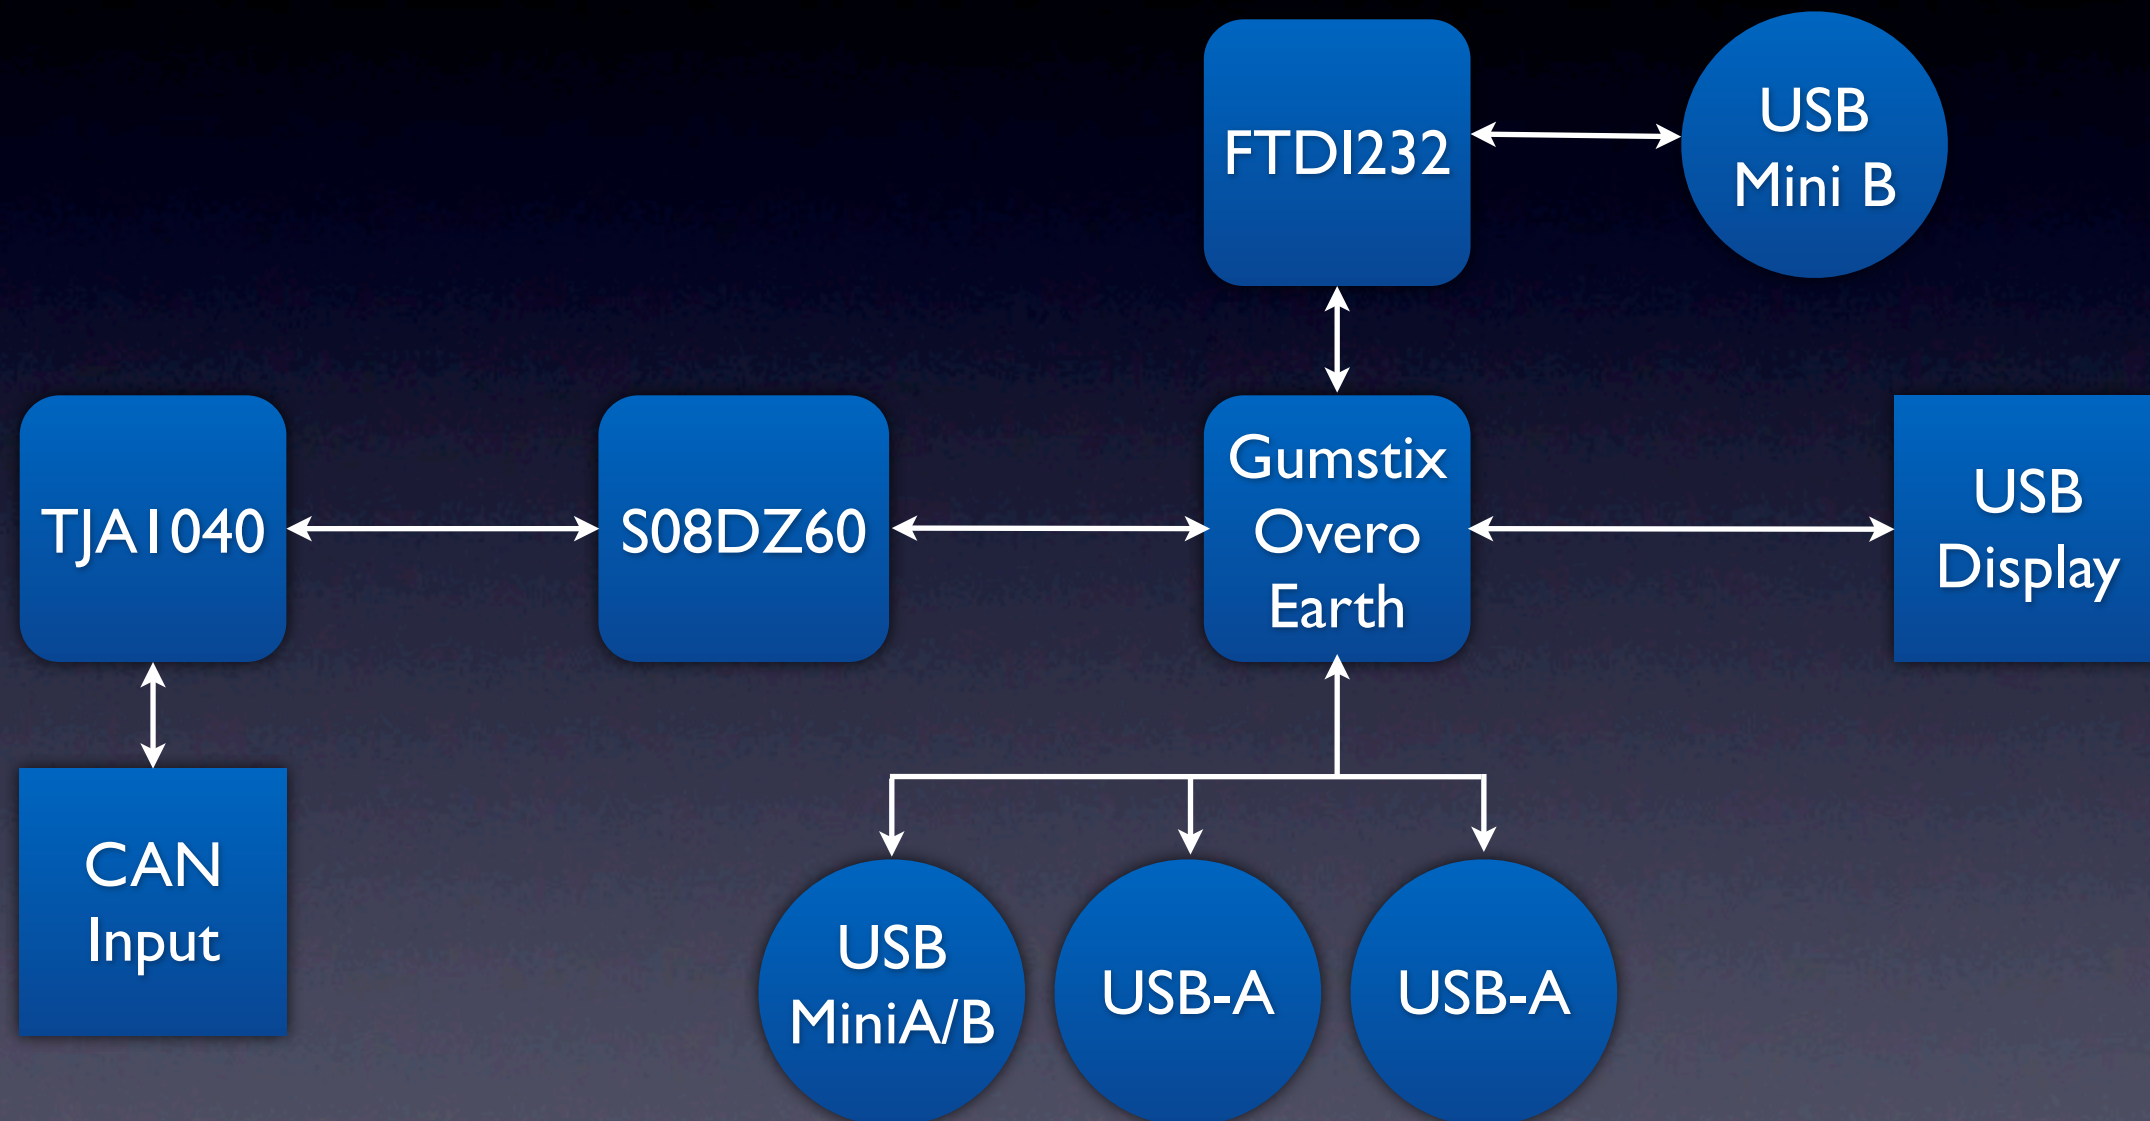 FTDI232
USB
Mini B
TJA1040
S08DZ60
Gumstix
Overo
Earth
USB
Display
CAN
Input
USB
MiniA/B
USB-A
USB-A